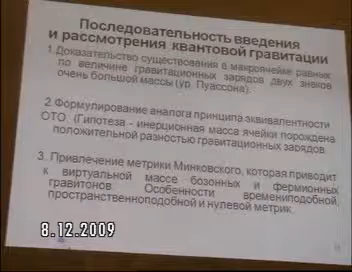 Последовательность введения
и рассмотрения квантовой гравитации
1.Доказательство существования в макроячейке равных
по величине гравитационных зарядов двух знаков
очень большой массы (ур. Пуассона).
2.Формулирование аналога принципа эквивалентности
ОТО. (Гипотеза - инерционная масса ячейки порождена
положительной разностью гравитационных зарядов
3. Привлечение метрики Минковского, которая приводит
к виртуальной массе бозонных и фермионных
гравитонов. Особенности времениподобной,
пространственноподобной и нулевой метрик.
8.12.2009